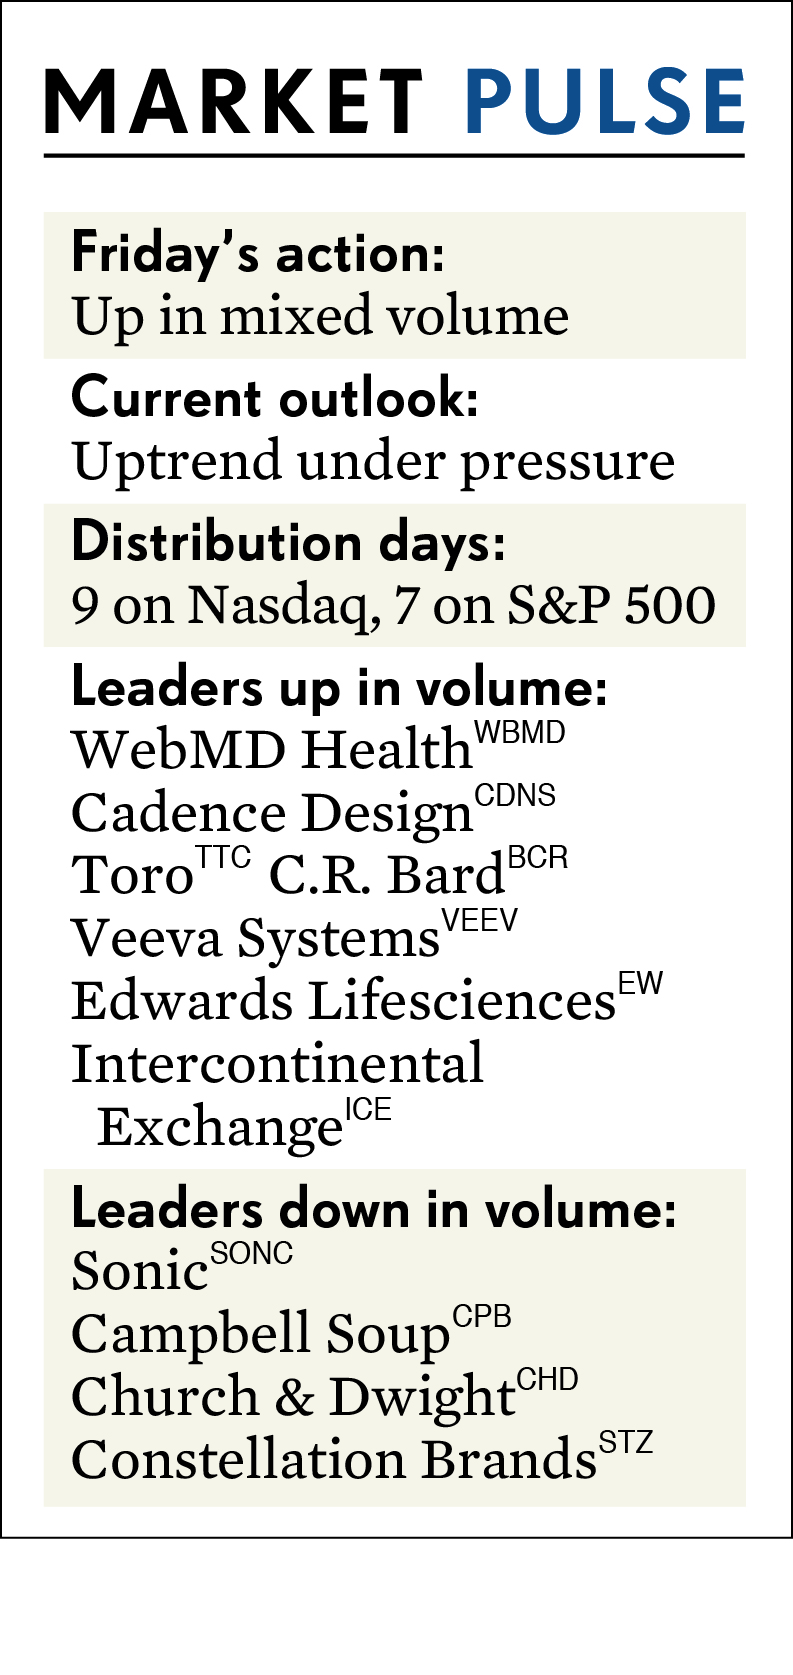 MARKET PULSE
Friday’s action:
Up in mixed volume
Current outlook:
Uptrend under pressure
Distribution days:
9 on Nasdaq, 7 on S&P 500
Leaders up in volume:
WebMD Health WBMD
Cadence Design CDNS
Toro TTC C.R. Bard BCR
Veeva Systems VEEV
Edwards Lifesciences EW
Intercontinental
Exchange ICE
Leaders down in volume:
Sonic SONC
Campbell Soup CPB
Church & Dwight CHD
Constellation Brands STZ